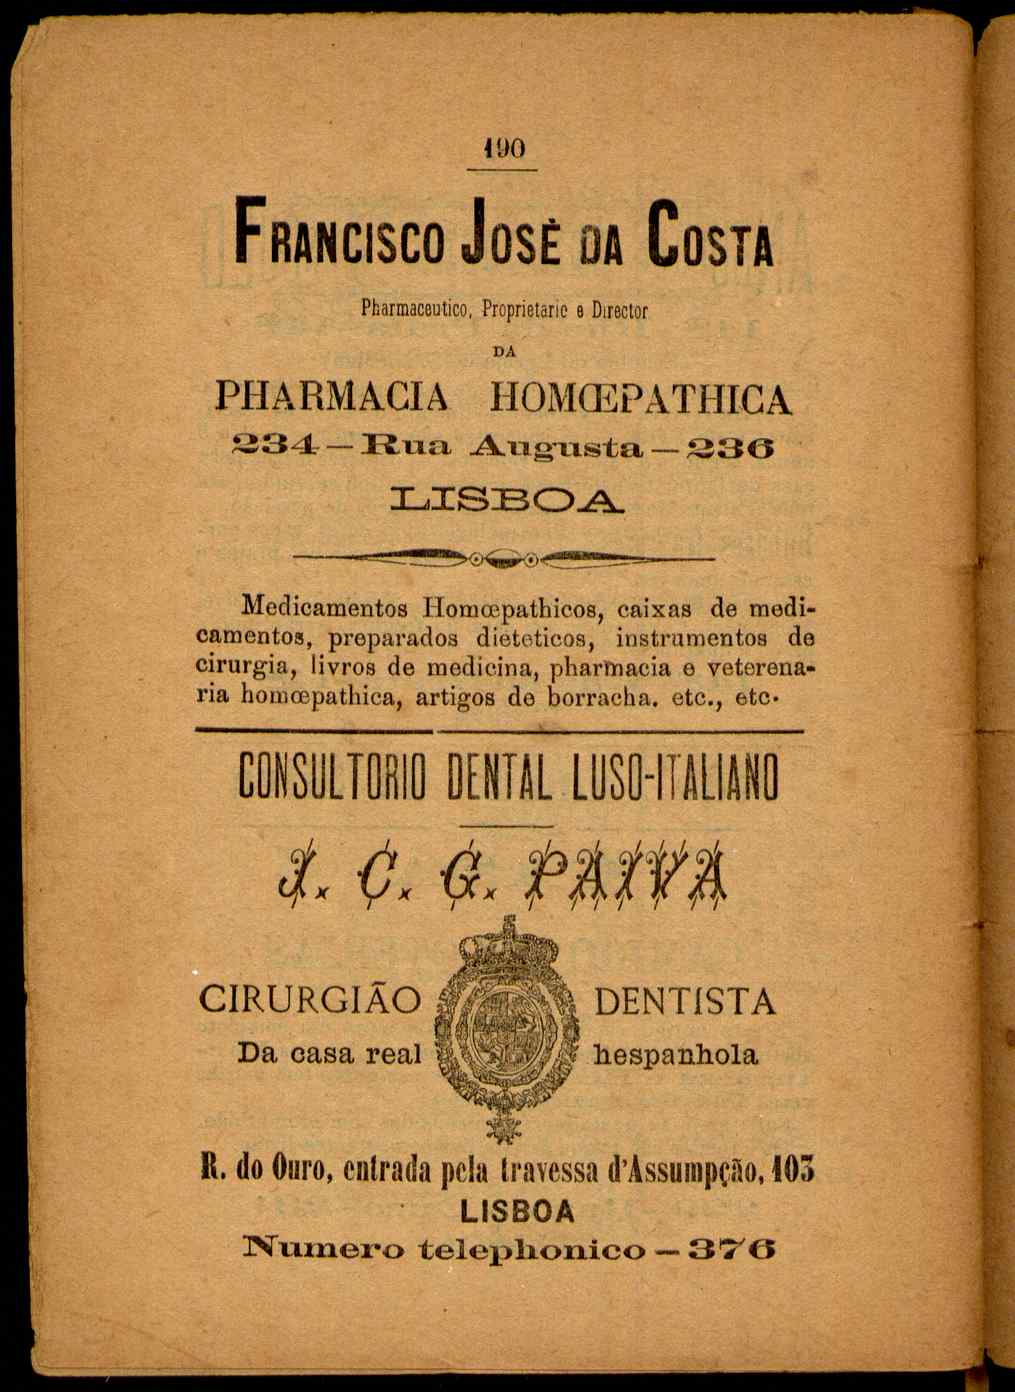 190
FRANCISCO JOSÈ DA COSTA
Pharmaceutico, Proprietario e Director
DA
PHARMACIA HOMŒPATHICA
234—Rua Augusta—236
LISBOA
Medicamentos Homœpathicos, caixas de medi-
camentos, preparados dieteticos, instrumentos de
cirurgia, livros de medicina, pharmacia e veterena-
ria homœpathica, artigos de borracha. etc., etc.
CONSULTORIO DENTAL LUSO-ITALIANO
J. C. G. PAIVA
CIRURGIÃO DENTISTA
Da casa real hespanhola
R. do Ouro, entrada pela travessa d'Assumpção, 103
LISBOA
Numero telephonico — 376